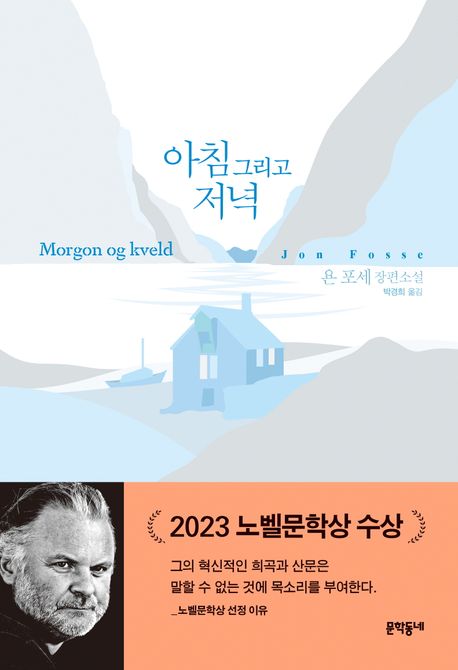 아침 그리고
저녁
Morgon og kveld
Jon Fosse
욘 포세 장편소설
박경희 옮김
2023 노벨문학상 수상
그의 혁신적인 희곡과 산문은
말할 수 없는 것에 목소리를 부여한다.
_노벨문학상 선정 이유
문학동네